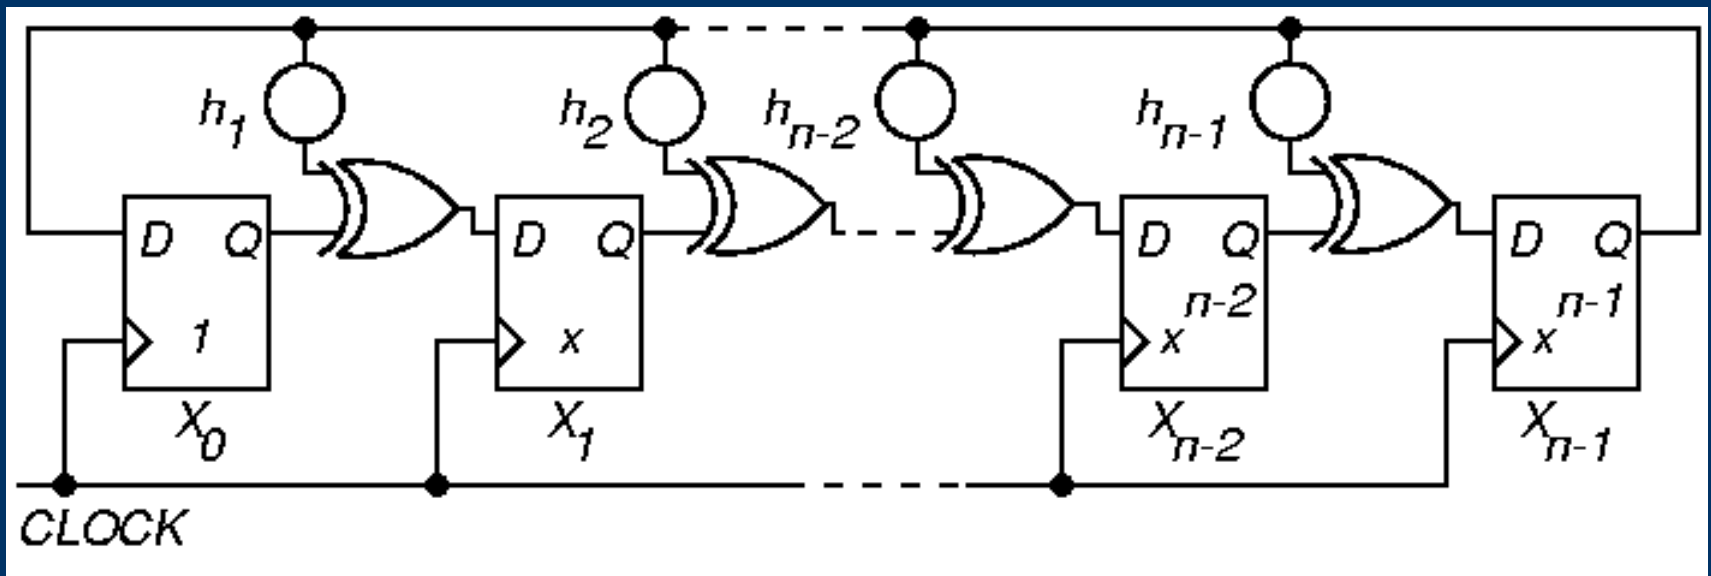 h1 h2 hn-2 hn-1
D Q D Q D Q D Q
1 x xn-2 xn-1
X0 X1 Xn-2 Xn-1
CLOCK